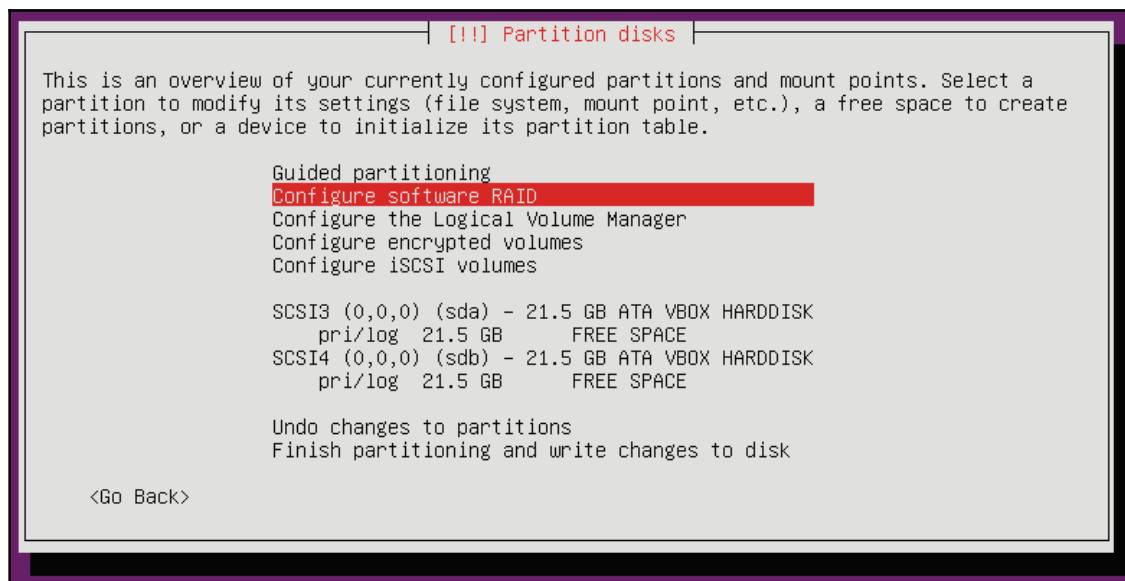 [!!] Partition disks
This is an overview of your currently configured partitions and mount points. Select a
partition to modify its settings (file system, mount point, etc.), a free space to create
partitions, or a device to initialize its partition table.
Guided partitioning
Configure software RAID
Configure the Logical Volume Manager
Configure encrypted volumes
Configure iSCSI volumes
SCSI3 (0,0,0) (sda) - 21.5 GB ATA VBOX HARDDISK
pri/log 21.5 GB FREE SPACE
SCSI4 (0,0,0) (sdb) - 21.5 GB ATA VBOX HARDDISK
pri/log 21.5 GB FREE SPACE
Undo changes to partitions
Finish partitioning and write changes to disk
<Go Back>